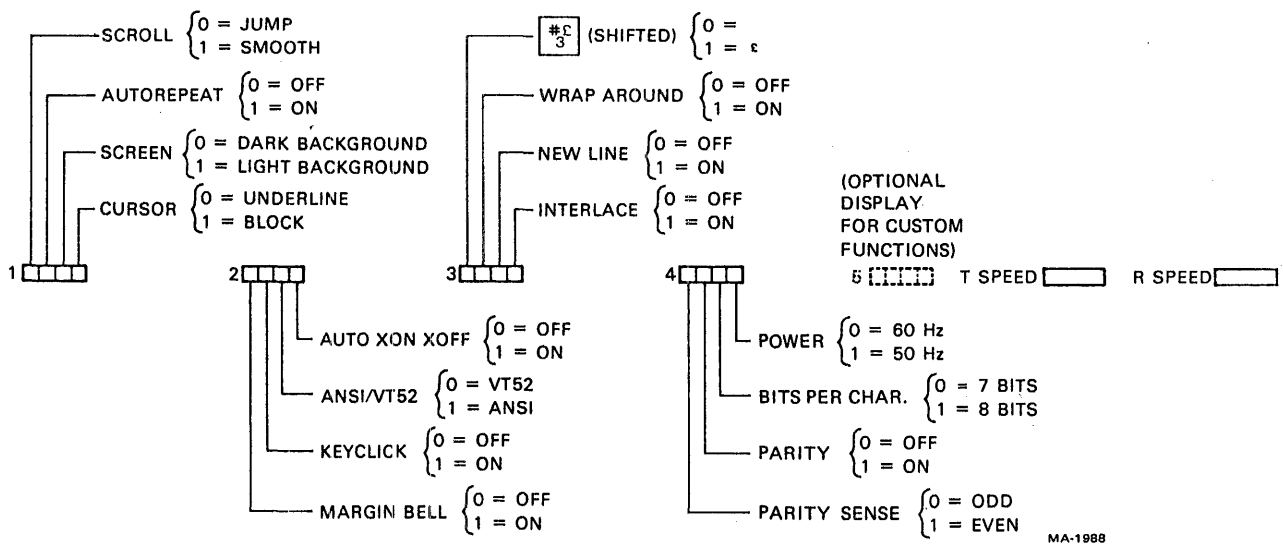 SCROLL 0 = JUMP
1 = SMOOTH
AUTOREPEAT 0 = OFF
1 = ON
SCREEN 0 = DARK BACKGROUND
1 = LIGHT BACKGROUND
CURSOR 0 = UNDERLINE
1 = BLOCK
1
2
AUTO XON XOFF 0 = OFF
1 = ON
ANSI/VT52 0 = VT52
1 = ANSI
KEYCLICK 0 = OFF
1 = ON
MARGIN BELL 0 = OFF
1 = ON
#£
3 (SHIFTED) 0 =
1 = £
WRAP AROUND 0 = OFF
1 = ON
NEW LINE 0 = OFF
1 = ON
INTERLACE 0 = OFF
1 = ON
3
4
POWER 0 = 60 Hz
1 = 50 Hz
BITS PER CHAR. 0 = 7 BITS
1 = 8 BITS
PARITY 0 = OFF
1 = ON
PARITY SENSE 0 = ODD
1 = EVEN
(OPTIONAL
DISPLAY
FOR CUSTOM
FUNCTIONS)
5 T SPEED R SPEED
MA-1988